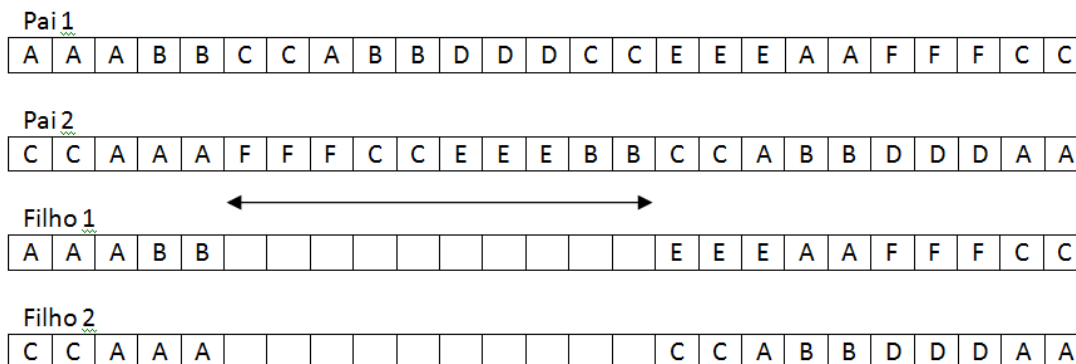 Pai 1
A A A B B C C A B B D D D C C E E E A A F F F C C
Pai 2
C C A A A F F F C C E E E B B C C A B B D D D A A
Filho 1
A A A B B E E E A A F F F C C
Filho 2
C C A A A C C A B B D D D A A